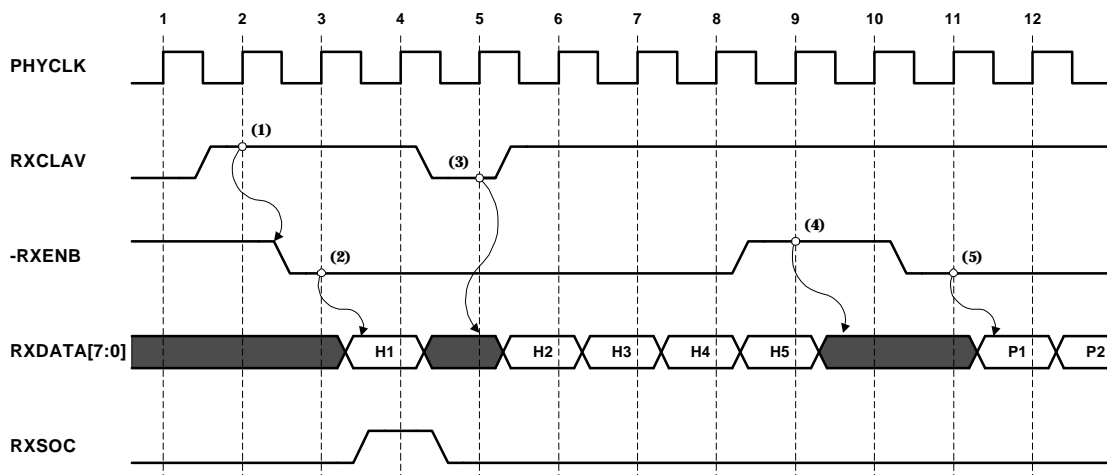 1 2 3 4 5 6 7 8 9 10 11 12
PHYCLK
(1)
RXCLAV (3)
-RXENB (2) (4) (5)
RXDATA[7:0] H1 H2 H3 H4 H5 P1 P2
RXSOC